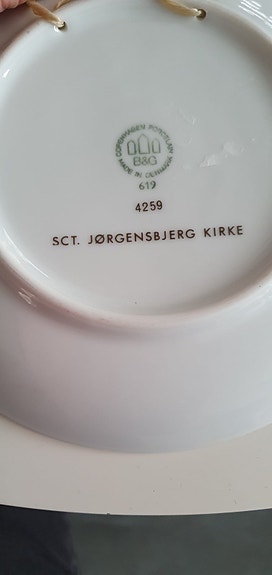 COPENHAGEN PORCELAIN
B&G
MADE IN DENMARK
619
4259
SCT. JØRGENSBJERG KIRKE